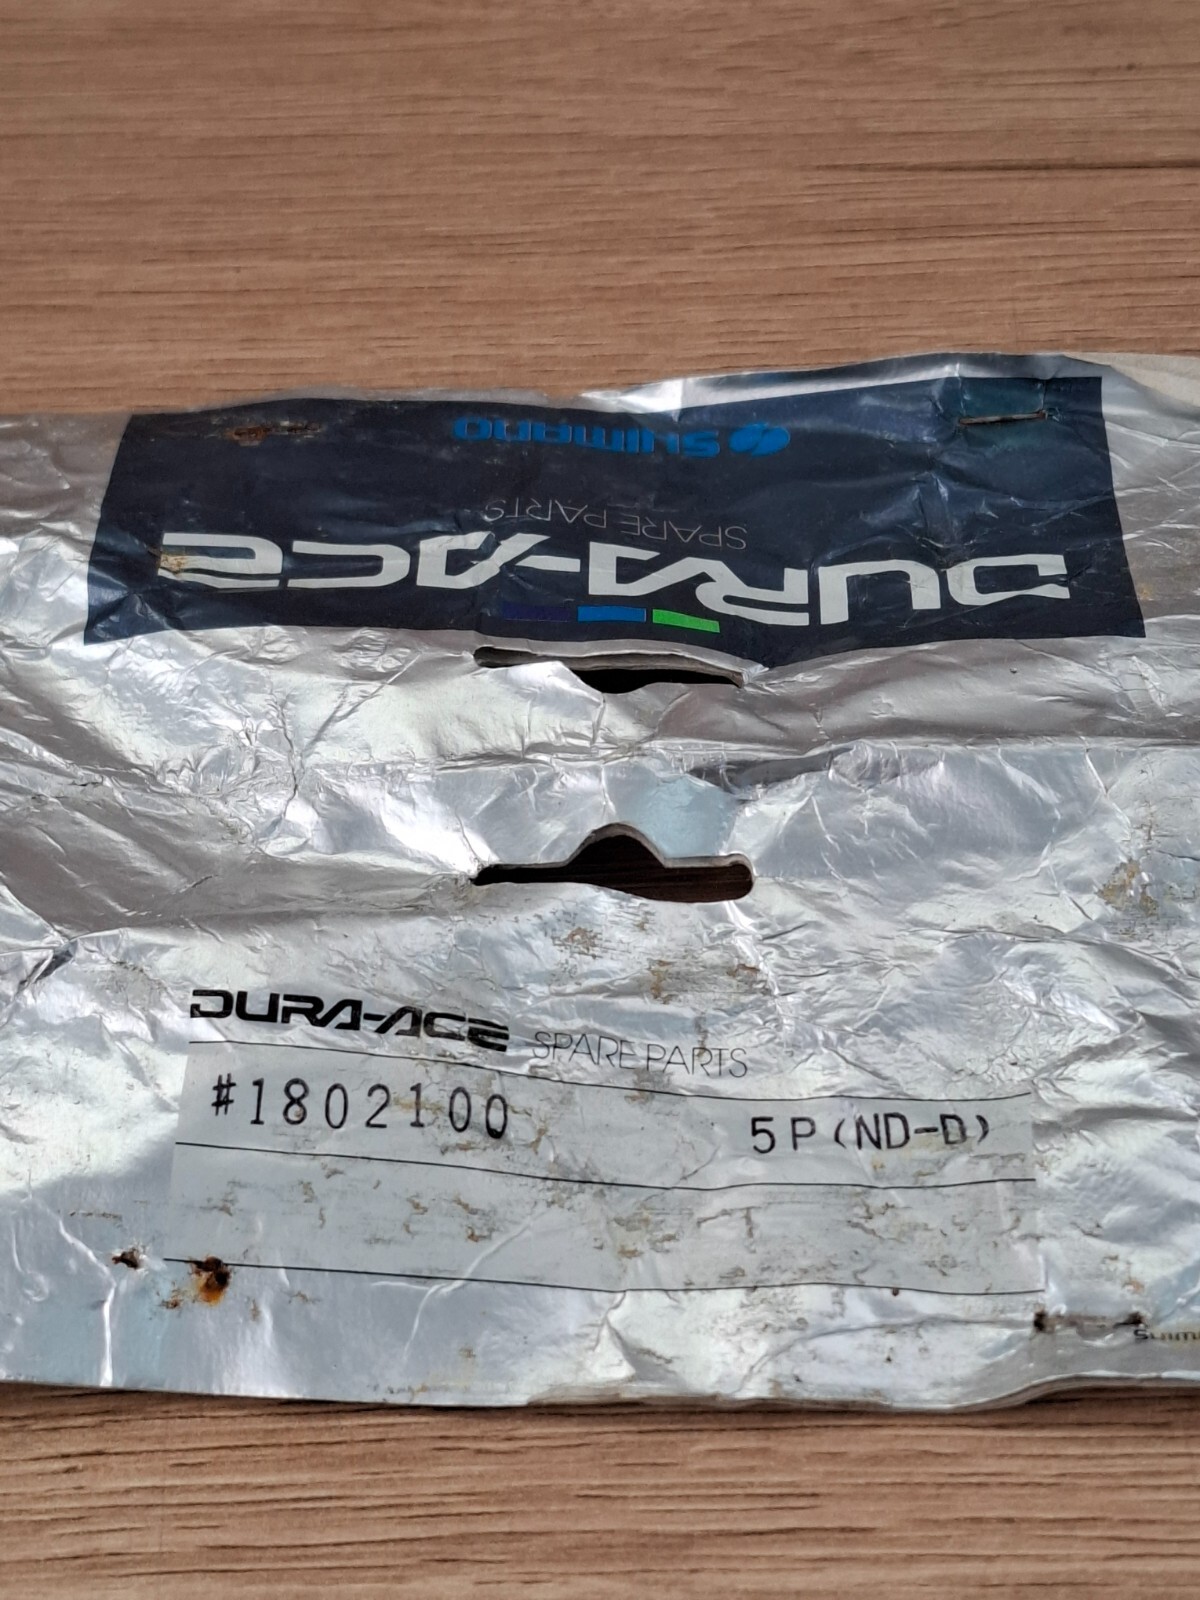 SHIMANO
SPARE PARTS
DURA-ACE
DURA-ACE SPARE PARTS
#1802100 5P(ND-D)